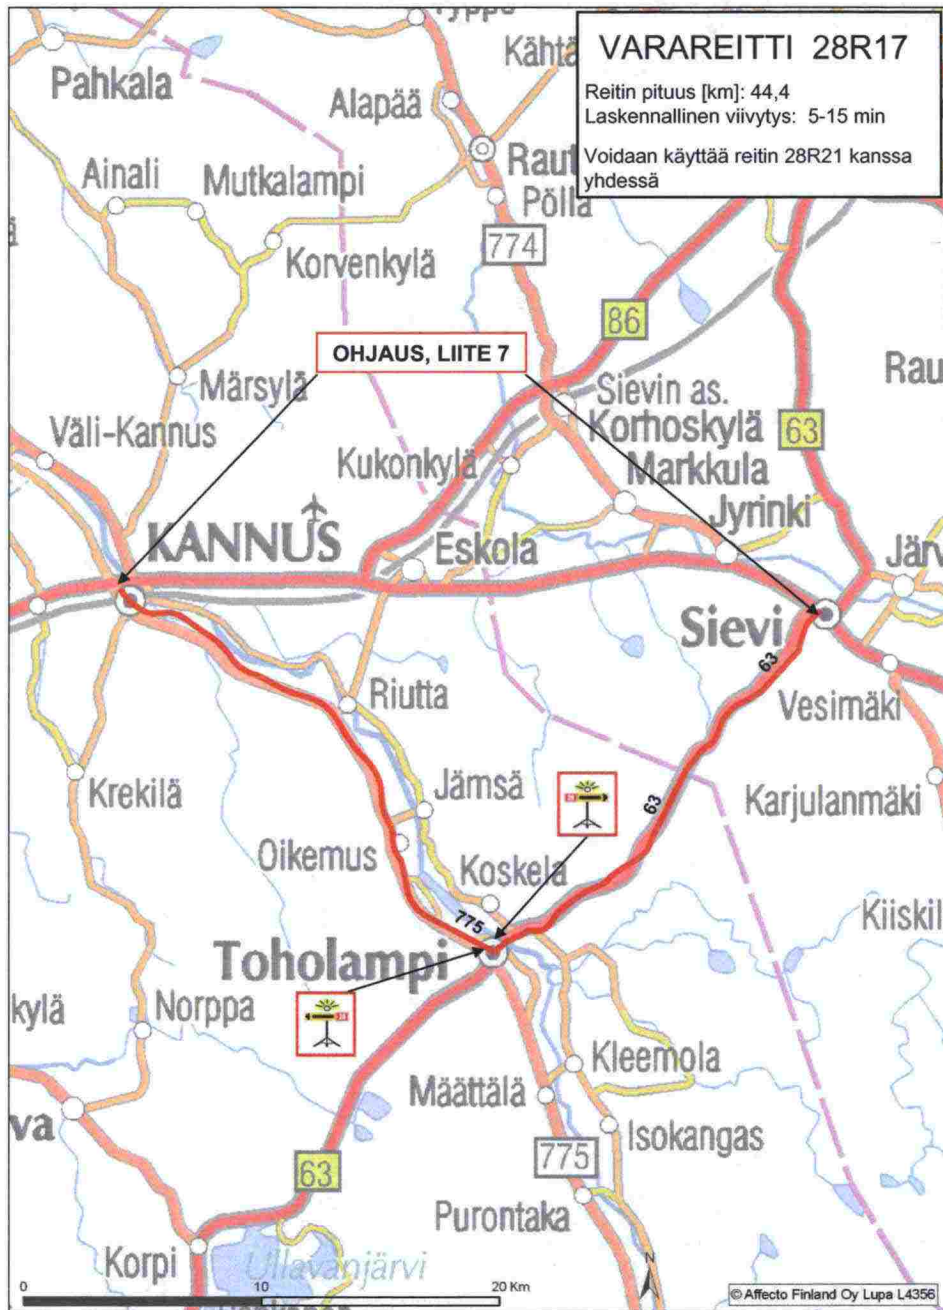 VARAREITTI 28R17
Reitin pituus [km]: 44,4
Laskennallinen viivytys: 5-15 min
Voidaan käyttää reitin 28R21 kanssa
yhdessä
Pahkala
Alapää
Ainali
Mutkalampi
Pöllä
774
Korvenkylä
86
OHJAUS, LIITE 7
Märsylä
Sievin as.
Rau
Väli-Kannus
Korhoskylä
63
Kukonkylä
Markkula
Jyrinki
KANNUS
Eskola
Järv
Sievi
63
Riutta
Vesimäki
Krekilä
Jämsä
63
Karjulanmäki
Oikemus
Koskela
775
Kiiskil
Toholampi
kylä
Norppa
Kleemola
Määttälä
va
Isokangas
63
775
Purontaka
Korpi
Ullavanjärvi
N
0
10
20 Km
© Affecto Finland Oy Lupa L4356